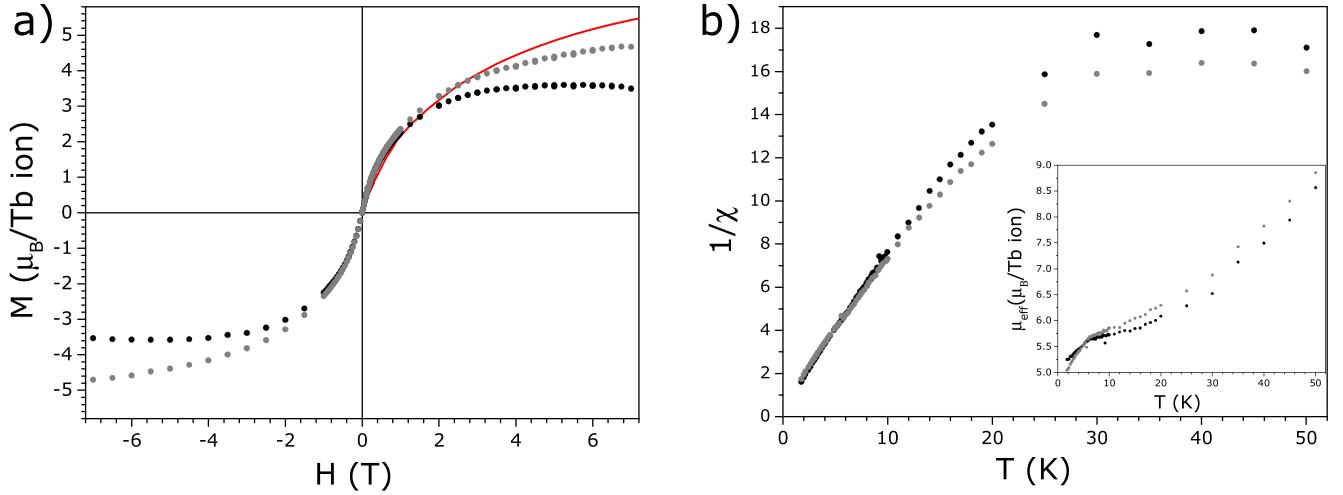 a)
M (μB/Tb ion)
5
4
3
2
1
0
-1
-2
-3
-4
-5
-6 -4 -2 0 2 4 6
H (T)
b)
1/χ
18
16
14
12
10
8
6
4
2
0
0 10 20 30 40 50
T (K)
μeff(μB/Tb ion)
9.0
8.5
8.0
7.5
7.0
6.5
6.0
5.5
5.0
0 10 20 30 40 50
T (K)